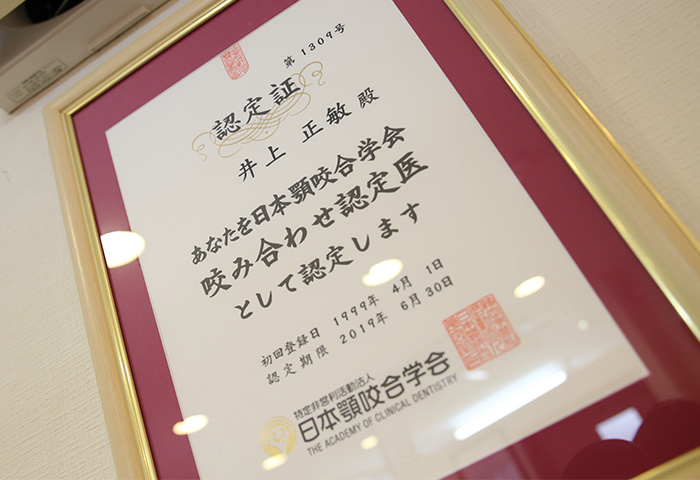 第1309号
認定証
井上 正敏 殿
あなたを日本顎咬合学会
咬み合わせ認定医
として認定します
初回登録日 1999年 4月 1日
認定期限 2019年 6月30日
特定非営利活動法人
日本顎咬合学会
THE ACADEMY OF CLINICAL DENTISTRY